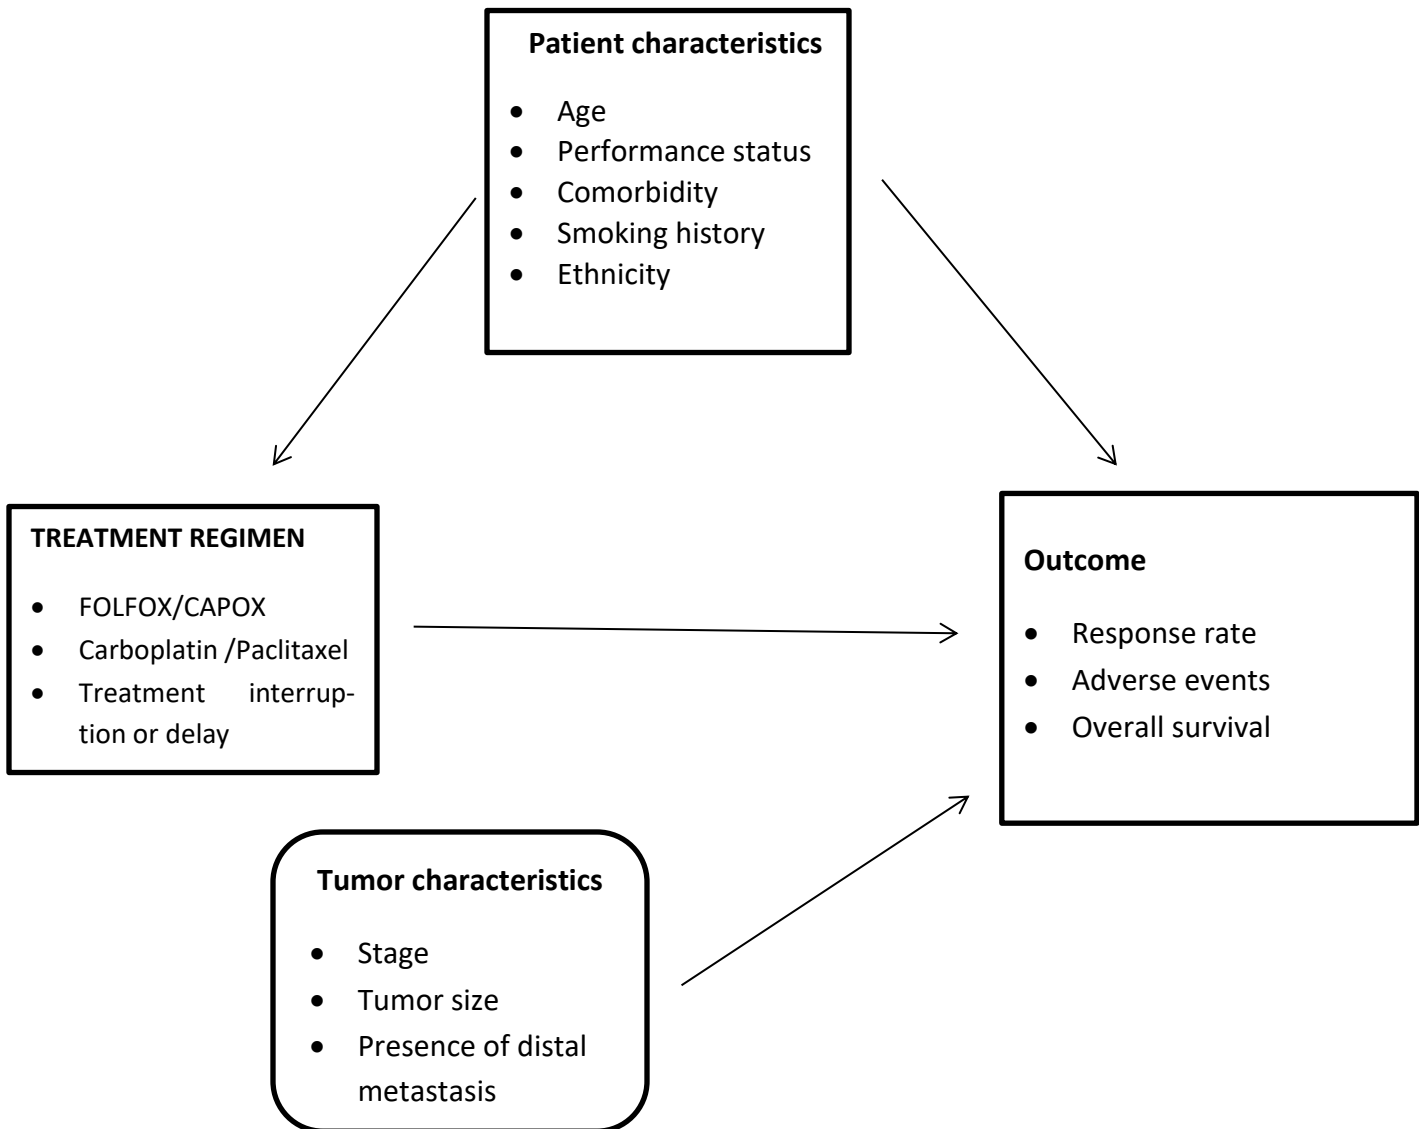 Patient characteristics
• Age
• Performance status
• Comorbidity
• Smoking history
• Ethnicity
TREATMENT REGIMEN
• FOLFOX/CAPOX
• Carboplatin /Paclitaxel
• Treatment interrup-
tion or delay
Outcome
• Response rate
• Adverse events
• Overall survival
Tumor characteristics
• Stage
• Tumor size
• Presence of distal
metastasis